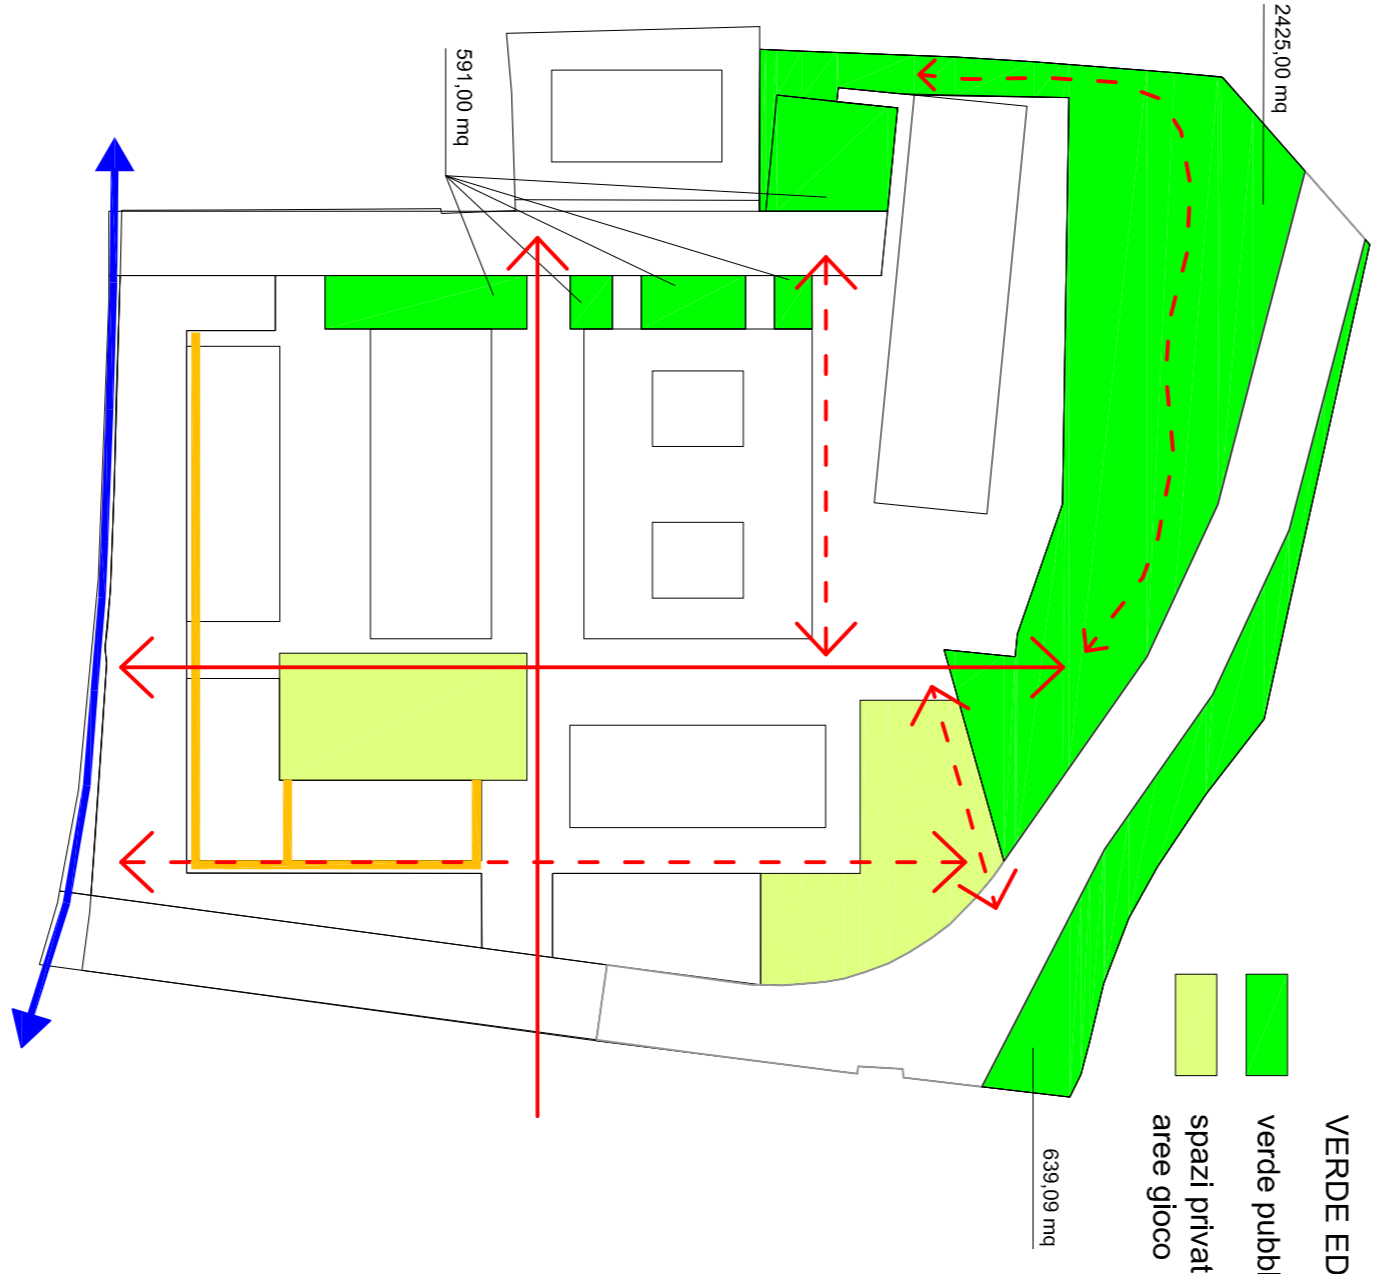 2425,00 mq
591,00 mq
639,09 mq
VERDE ED
verde pubbl
spazi privat
aree gioco